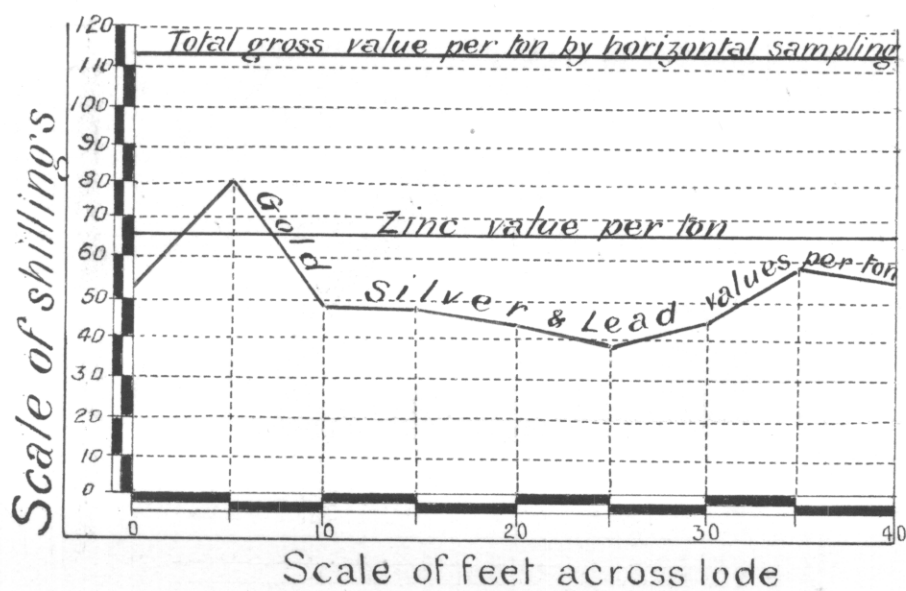 120
Total gross value per ton by horizontal sampling
110
100
90
80
70
60
50
40
30
20
10
0
Scale of shillings
Zinc value per ton
Gold Silver & Lead values per ton
0 10 20 30 40
Scale of feet across lode